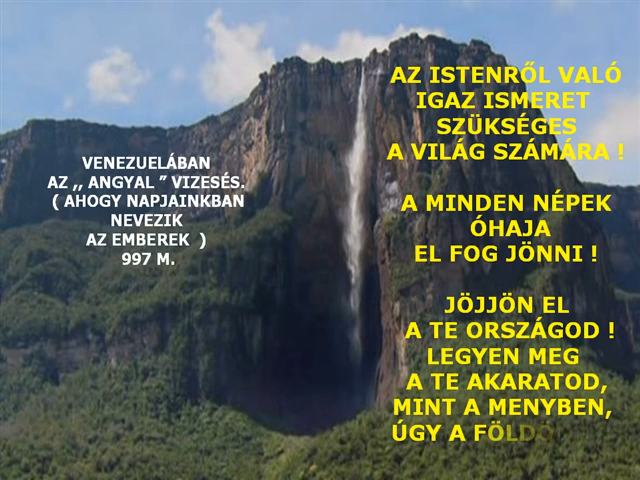 VENEZUELÁBAN
AZ ,, ANGYAL ” VIZESÉS.
( AHOGY NAPJAINKBAN
NEVEZIK
AZ EMBEREK )
997 M.
AZ ISTENRŐL VALÓ
IGAZ ISMERET
SZÜKSÉGES
A VILÁG SZÁMÁRA !
A MINDEN NÉPEK
ÓHAJA
EL FOG JÖNNI !
JÖJJÖN EL
A TE ORSZÁGOD !
LEGYEN MEG
A TE AKARATOD,
MINT A MENYBEN,
ÚGY A